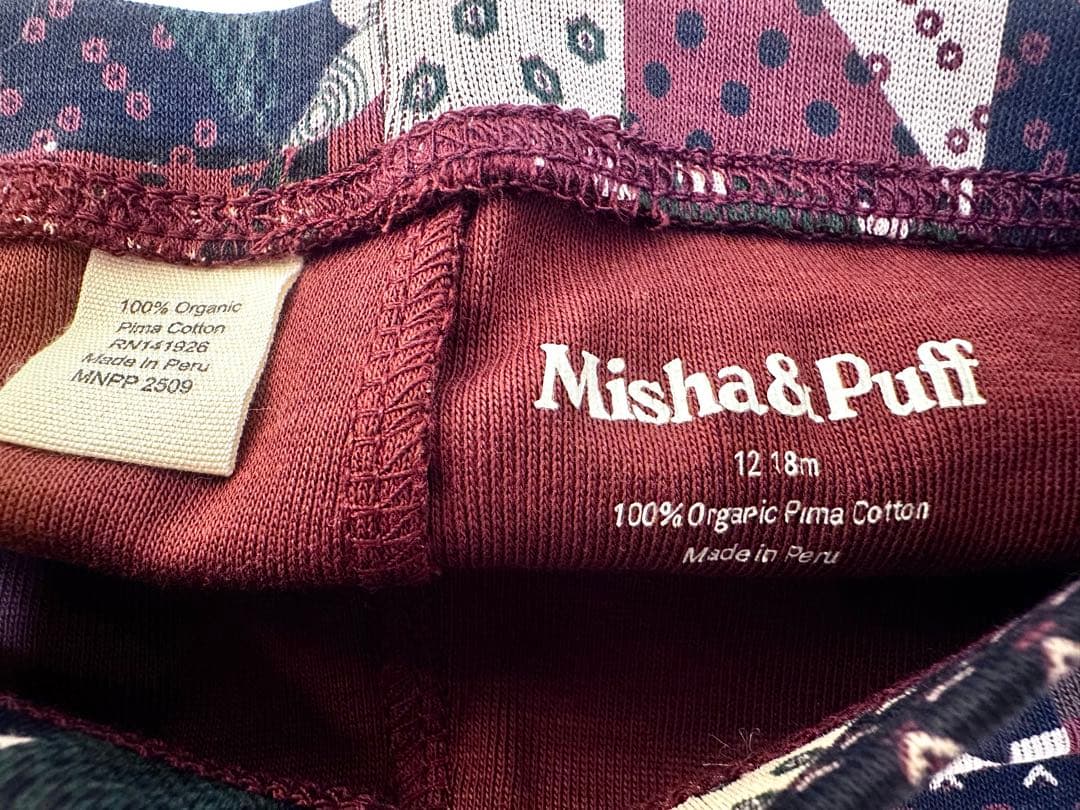 100% Organic
Pima Cotton
RN141926
Made In Peru
MNPP 2509
Misha&Puff
12 18m
100% Organic Pima Cotton
Made in Peru